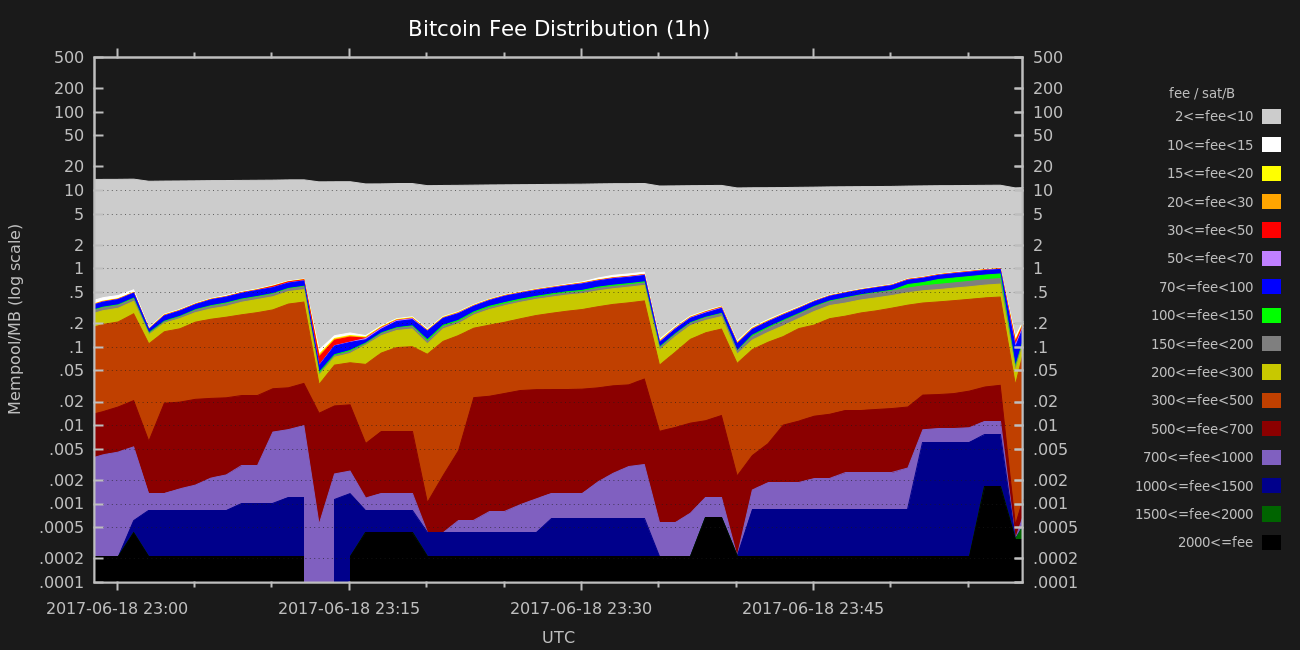 Bitcoin Fee Distribution (1h)
500
200
100
50
20
10
5
2
1
.5
.2
.1
.05
.02
.01
.005
.002
.001
.0005
.0002
.0001
Mempool/MB (log scale)
500
200
100
50
20
10
5
2
1
.5
.2
.1
.05
.02
.01
.005
.002
.001
.0005
.0002
.0001
2017-06-18 23:00
2017-06-18 23:15
2017-06-18 23:30
2017-06-18 23:45
UTC
fee / sat/B
2<=fee<10
10<=fee<15
15<=fee<20
20<=fee<30
30<=fee<50
50<=fee<70
70<=fee<100
100<=fee<150
150<=fee<200
200<=fee<300
300<=fee<500
500<=fee<700
700<=fee<1000
1000<=fee<1500
1500<=fee<2000
2000<=fee